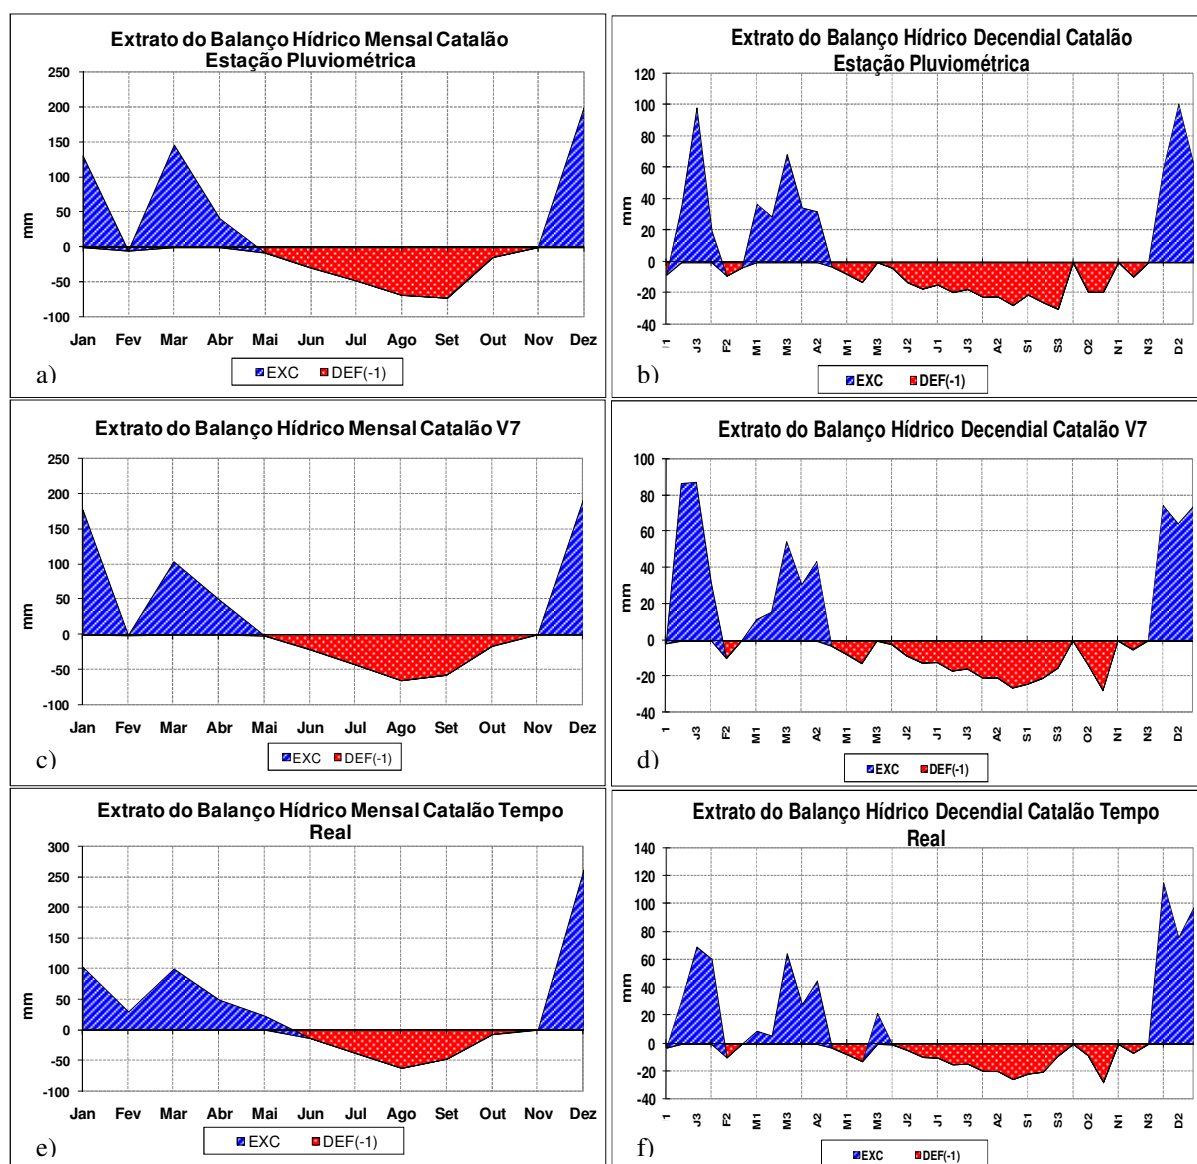 Extrato do Balanço Hídrico Mensal Catalão
Estação Pluviométrica
250
200
150
100
50
0
-50
-100
mm
Jan Fev Mar Abr Mai Jun Jul Ago Set Out Nov Dez
EXC DEF(-1)
a)
Extrato do Balanço Hídrico Decendial Catalão
Estação Pluviométrica
120
100
80
60
40
20
0
-20
-40
mm
1 J3 F2 M1 M3 A2 M1 M3 J2 J1 J3 A2 S1 S3 O2 N1 N3 D2
EXC DEF(-1)
b)
Extrato do Balanço Hídrico Mensal Catalão V7
250
200
150
100
50
0
-50
-100
mm
Jan Fev Mar Abr Mai Jun Jul Ago Set Out Nov Dez
EXC DEF(-1)
c)
Extrato do Balanço Hídrico Decendial Catalão V7
100
80
60
40
20
0
-20
-40
mm
1 J3 F2 M1 M3 A2 M1 M3 J2 J1 J3 A2 S1 S3 O2 N1 N3 D2
EXC DEF(-1)
d)
Extrato do Balanço Hídrico Mensal Catalão Tempo
Real
300
250
200
150
100
50
0
-50
-100
mm
Jan Fev Mar Abr Mai Jun Jul Ago Set Out Nov Dez
EXC DEF(-1)
e)
Extrato do Balanço Hídrico Decendial Catalão Tempo
Real
140
120
100
80
60
40
20
0
-20
-40
mm
1 J3 F2 M1 M3 A2 M1 M3 J2 J1 J3 A2 S1 S3 O2 N1 N3 D2
EXC DEF(-1)
f)